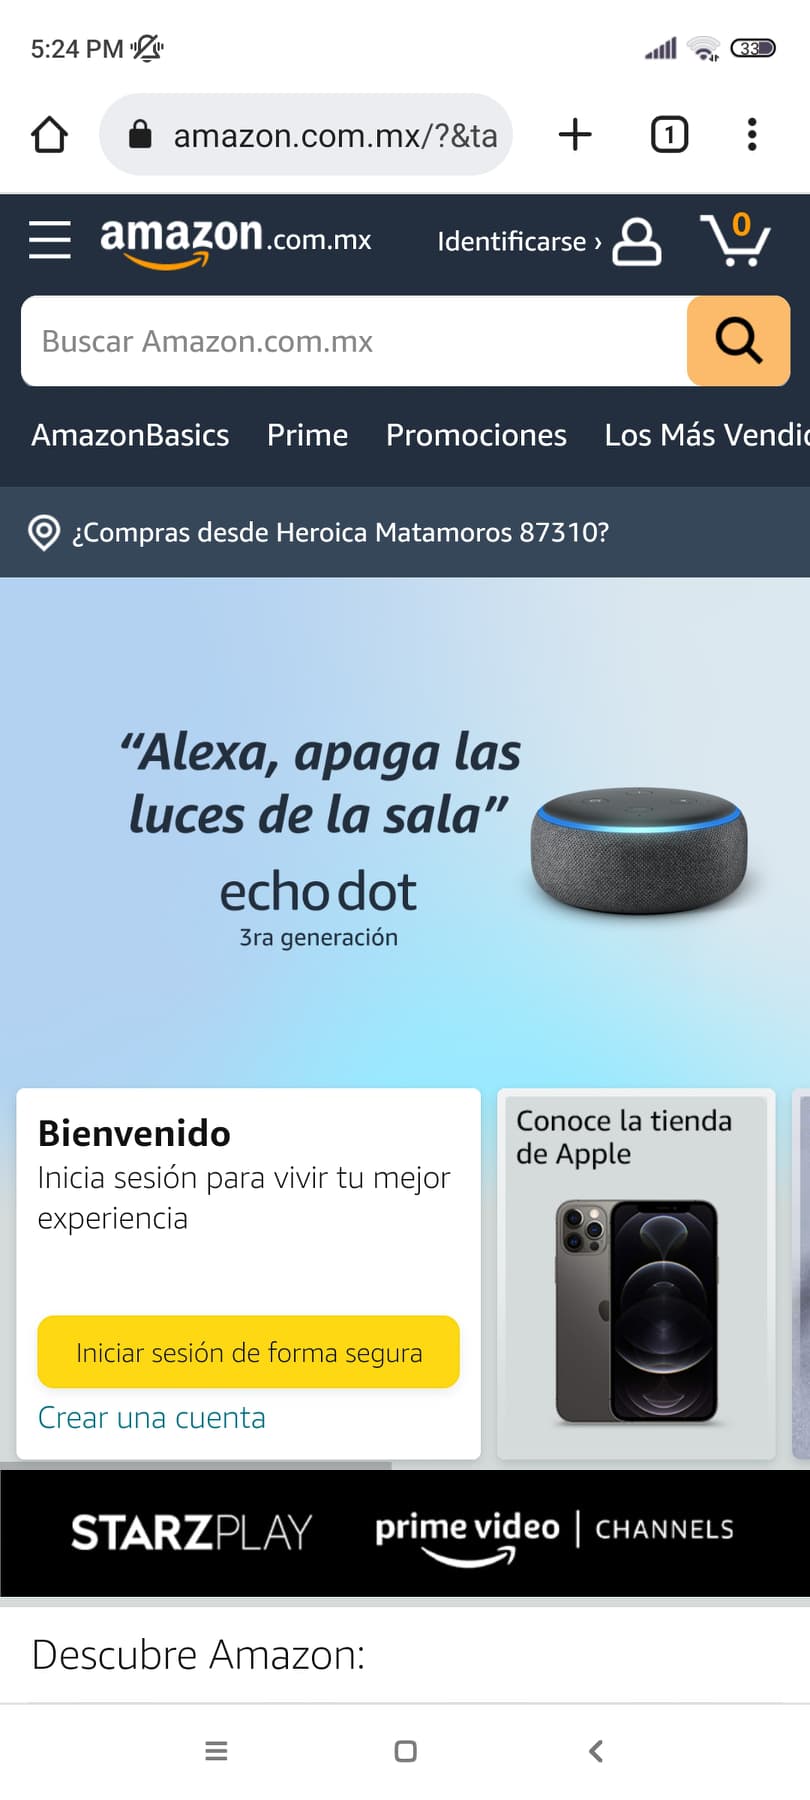 5:24 PM
33
amazon.com.mx/?&ta
1
amazon.com.mx
Identificarse ›
0
Buscar Amazon.com.mx
AmazonBasics Prime Promociones Los Más Vendid
¿Compras desde Heroica Matamoros 87310?
“Alexa, apaga las
luces de la sala”
echo dot
3ra generación
Bienvenido
Inicia sesión para vivir tu mejor
experiencia
Iniciar sesión de forma segura
Crear una cuenta
Conoce la tienda
de Apple
STARZPLAY
prime video | CHANNELS
Descubre Amazon: